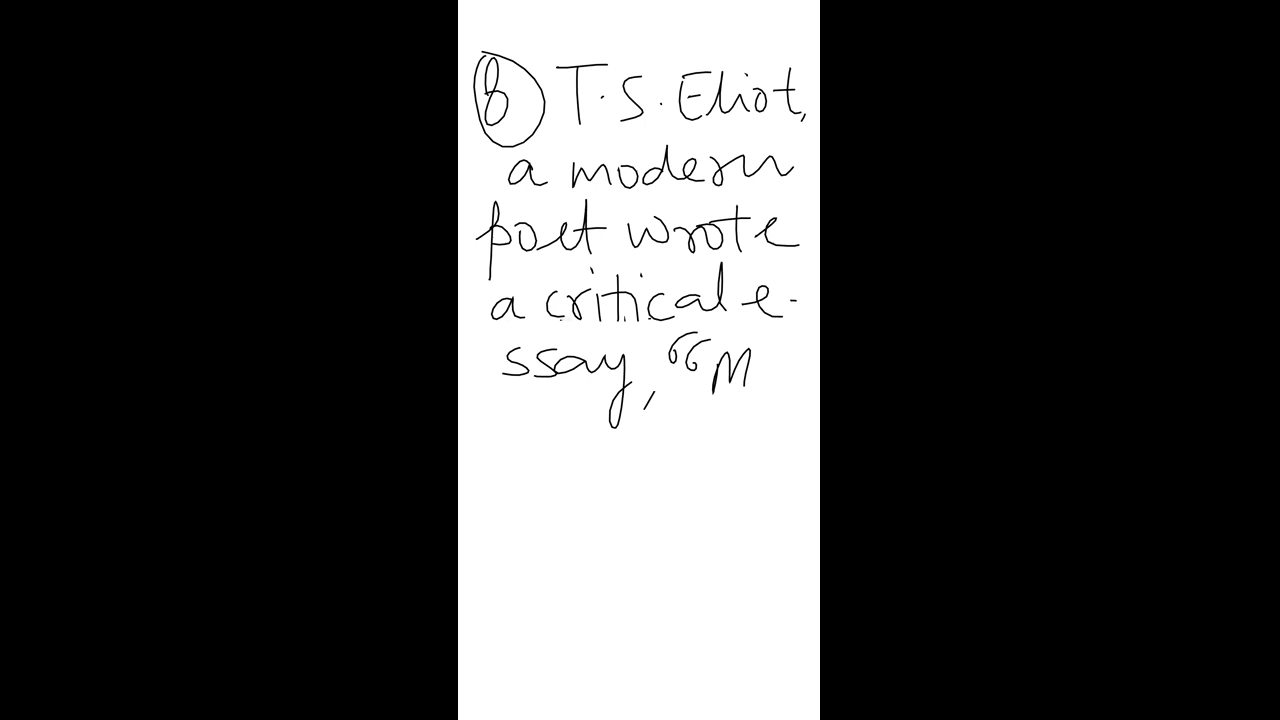 8 T.S. Eliot,
a modern
poet wrote
a critical e-
ssay, “M